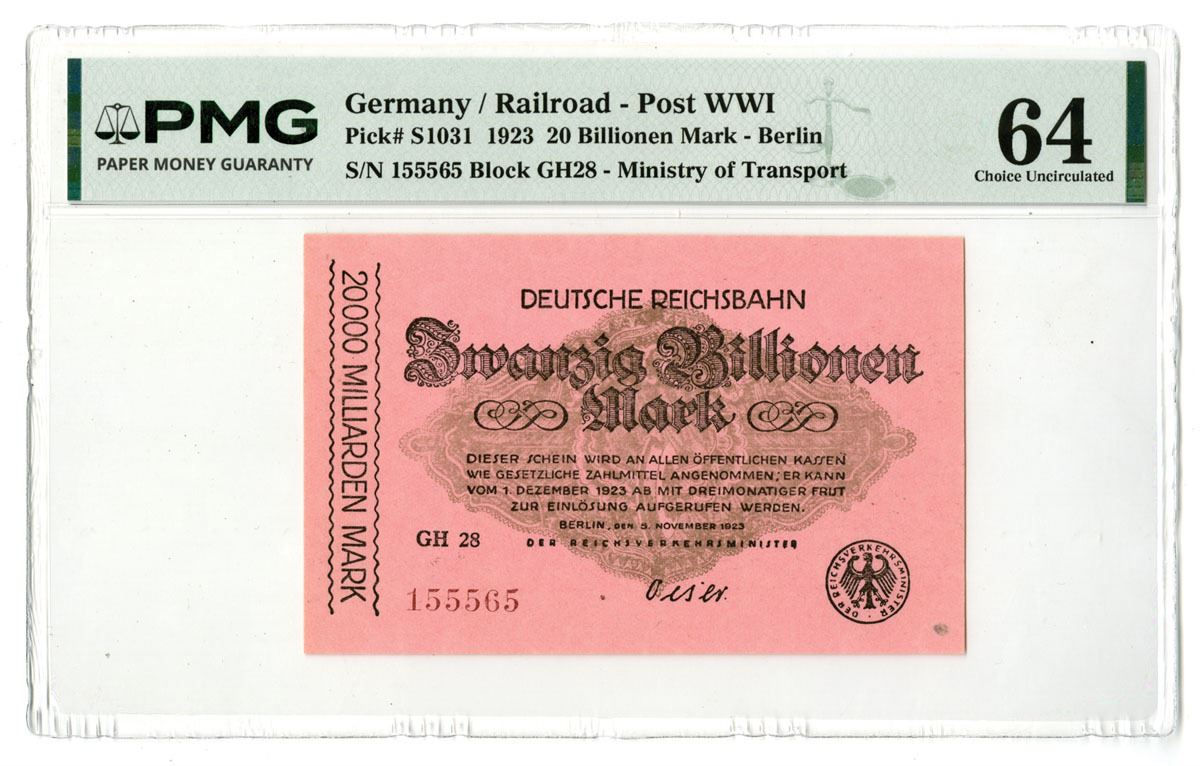 PMG
PAPER MONEY GUARANTY
Germany / Railroad - Post WWI
Pick# S1031 1923 20 Billionen Mark - Berlin
S/N 155565 Block GH28 - Ministry of Transport
64
Choice Uncirculated
20000 MILLIARDEN MARK
DEUTSCHE REICHSBAHN
Zwanzig Billionen
Mark
DIESER SCHEIN WIRD AN ALLEN ÖFFENTLICHEN KASSEN
WIE GESETZLICHE ZAHLMITTEL ANGENOMMEN; ER KANN
VOM 1. DEZEMBER 1923 AB MIT DREIMONATIGER FRIST
ZUR EINLÖSUNG AUFGERUFEN WERDEN.
BERLIN, DEN 5. NOVEMBER 1923
DER REICHSVERKEHRSMINISTER
GH 28
155565
Oeser.
DER REICHSVERKEHRSMINISTER